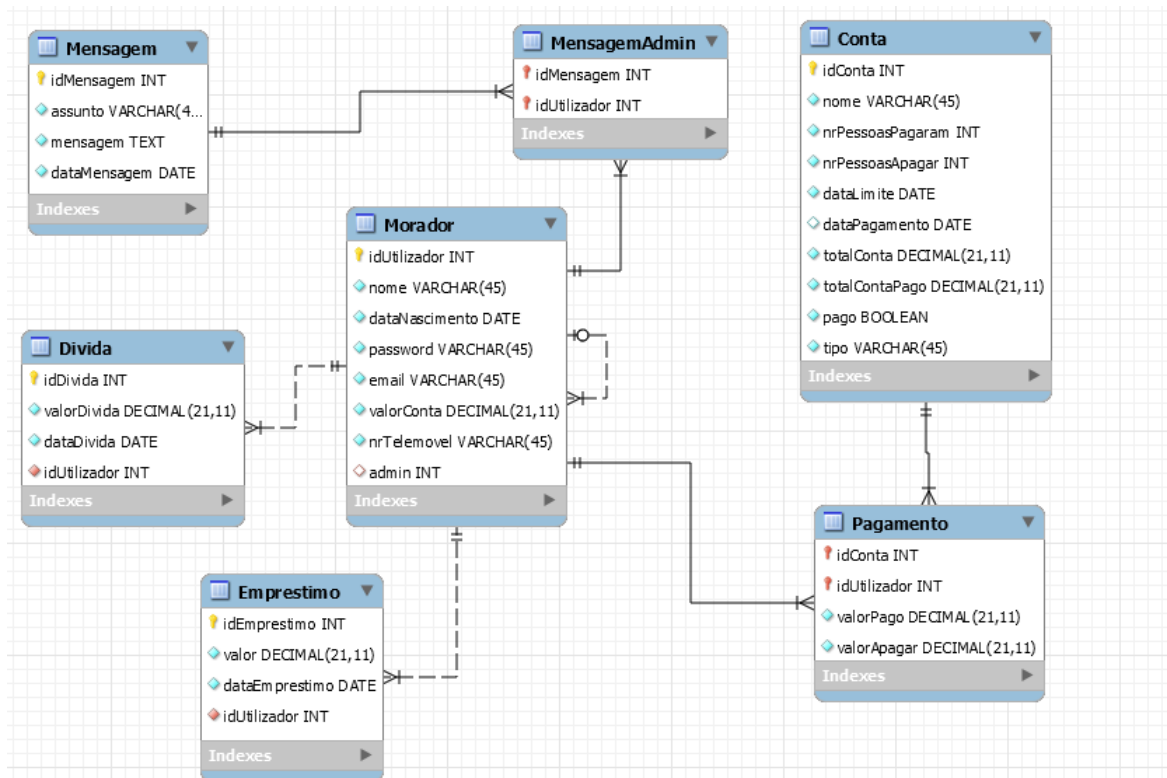 Mensagem
idMensagem INT
assunto VARCHAR(4...
mensagem TEXT
dataMensagem DATE
Indexes
MensagemAdmin
idMensagem INT
idUtilizador INT
Indexes
Conta
idConta INT
nome VARCHAR(45)
nrPessoasPagaram INT
nrPessoasApagar INT
dataLimite DATE
dataPagamento DATE
totalConta DECIMAL(21,11)
totalContaPago DECIMAL(21,11)
pago BOOLEAN
tipo VARCHAR(45)
Indexes
Morador
idUtilizador INT
nome VARCHAR(45)
dataNascimento DATE
password VARCHAR(45)
email VARCHAR(45)
valorConta DECIMAL(21,11)
nrTelemovel VARCHAR(45)
admin INT
Indexes
Divida
idDivida INT
valorDivida DECIMAL(21,11)
dataDivida DATE
idUtilizador INT
Indexes
Emprestimo
idEmprestimo INT
valor DECIMAL(21,11)
dataEmprestimo DATE
idUtilizador INT
Indexes
Pagamento
idConta INT
idUtilizador INT
valorPago DECIMAL(21,11)
valorApagar DECIMAL(21,11)
Indexes